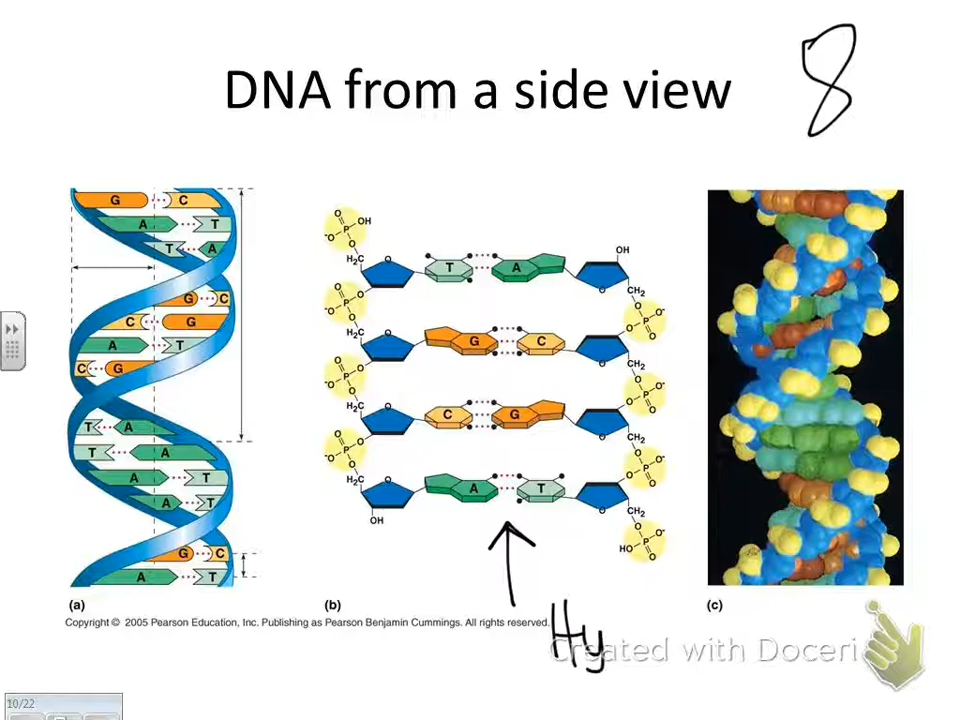 8
DNA from a side view
G C
A T
T A
G C
C G
A T
C G
T A
T A
A T
A T
G C
A T
O
P OH
⁻O O
H₂C O
T A
OH
O CH₂
O
O P O⁻
O
⁻O P O
O
H₂C O
G C
O CH₂
O
O P O⁻
O
⁻O P O
O
H₂C O
C G
O CH₂
O
O P O⁻
O
⁻O P O
O
H₂C O
A T
OH
O CH₂
O
HO P O⁻
O
(a) (b) (c)
Copyright © 2005 Pearson Education, Inc. Publishing as Pearson Benjamin Cummings. All rights reserved.
Hy
Created with Doceri
10/22